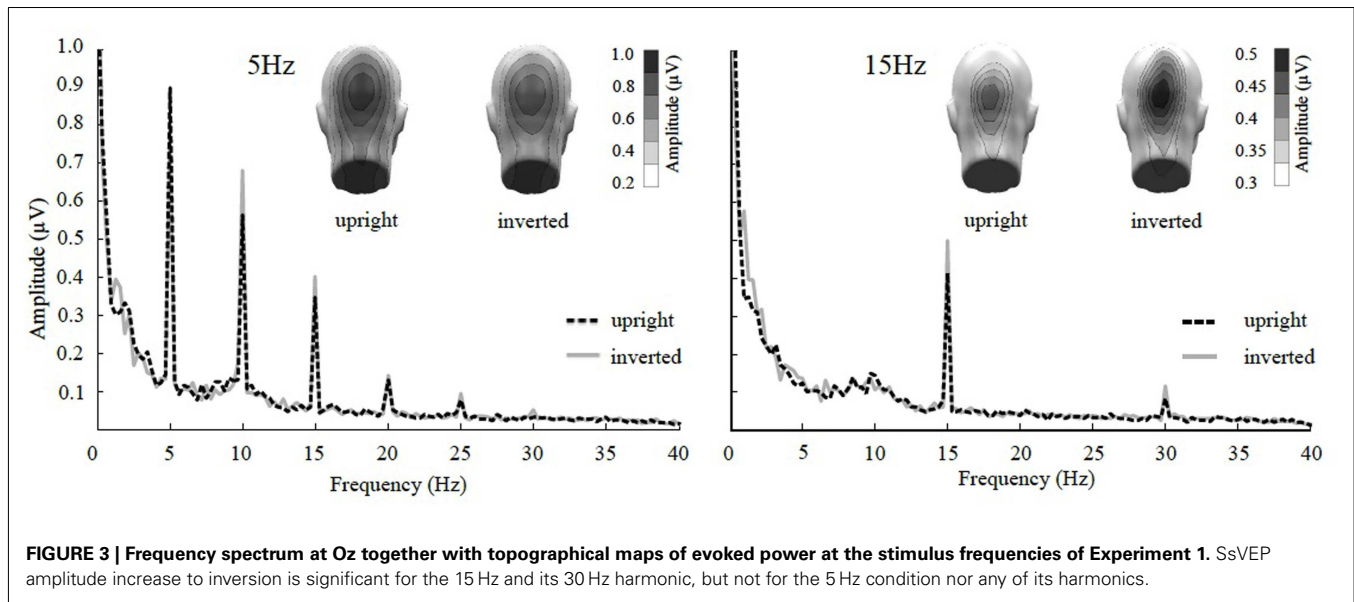 1.0
0.9
0.8
0.7
0.6
0.5
0.4
0.3
0.2
0.1
Amplitude (µV)
5Hz
upright
inverted
1.0
0.8
0.6
0.4
0.2
Amplitude (µV)
upright
inverted
0 5 10 15 20 25 30 35 40
Frequency (Hz)
15Hz
upright
inverted
0.5
0.45
0.4
0.35
0.3
Amplitude (µV)
upright
inverted
0 5 10 15 20 25 30 35 40
Frequency (Hz)
FIGURE 3 | Frequency spectrum at Oz together with topographical maps of evoked power at the stimulus frequencies of Experiment 1. SsVEP
amplitude increase to inversion is significant for the 15 Hz and its 30 Hz harmonic, but not for the 5 Hz condition nor any of its harmonics.